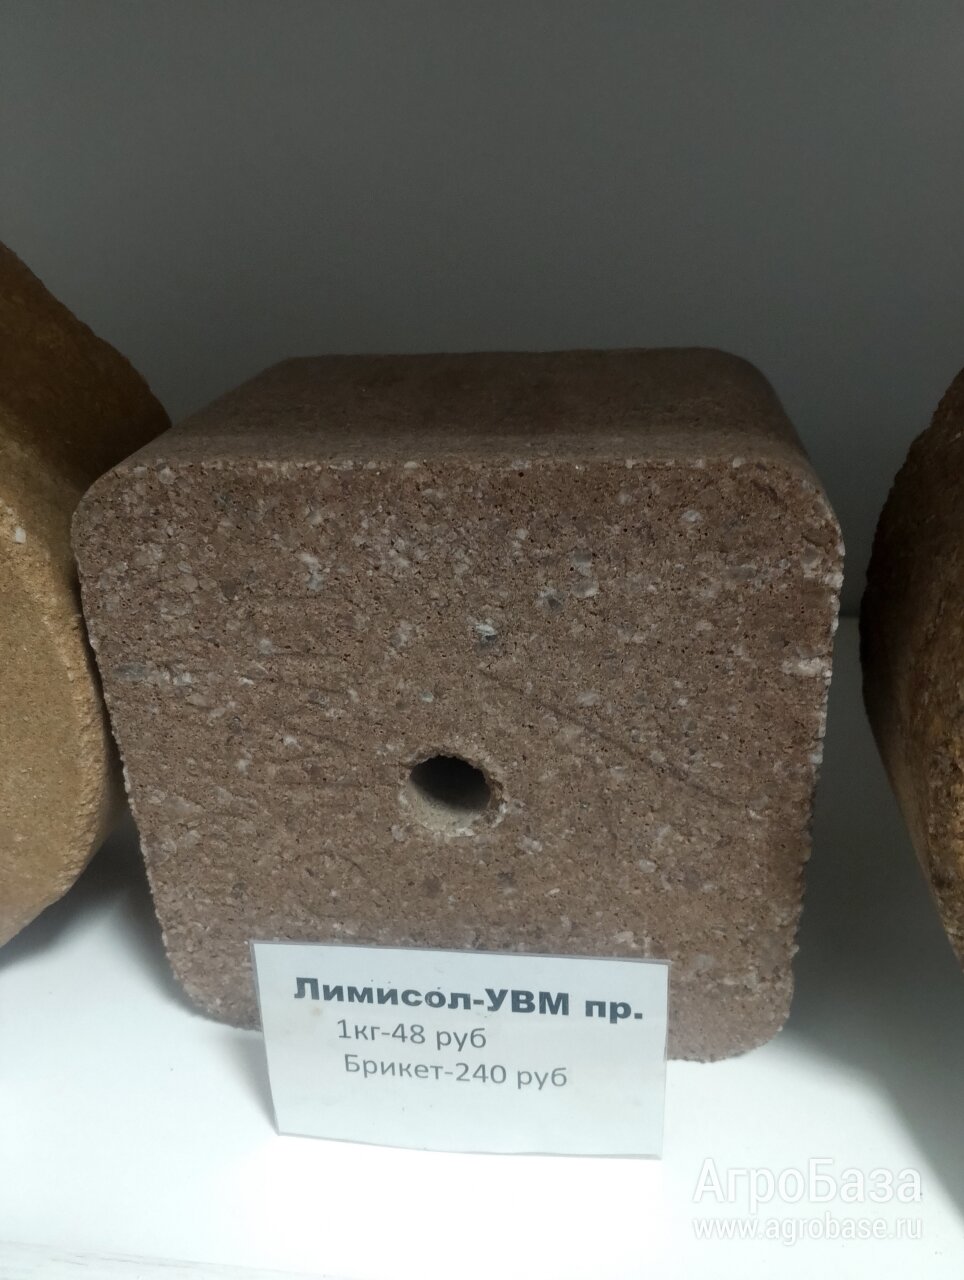 Лимисол-УВМ пр.
1кг-48 руб
Брикет-240 руб
АгроБаза
www.agrobase.ru